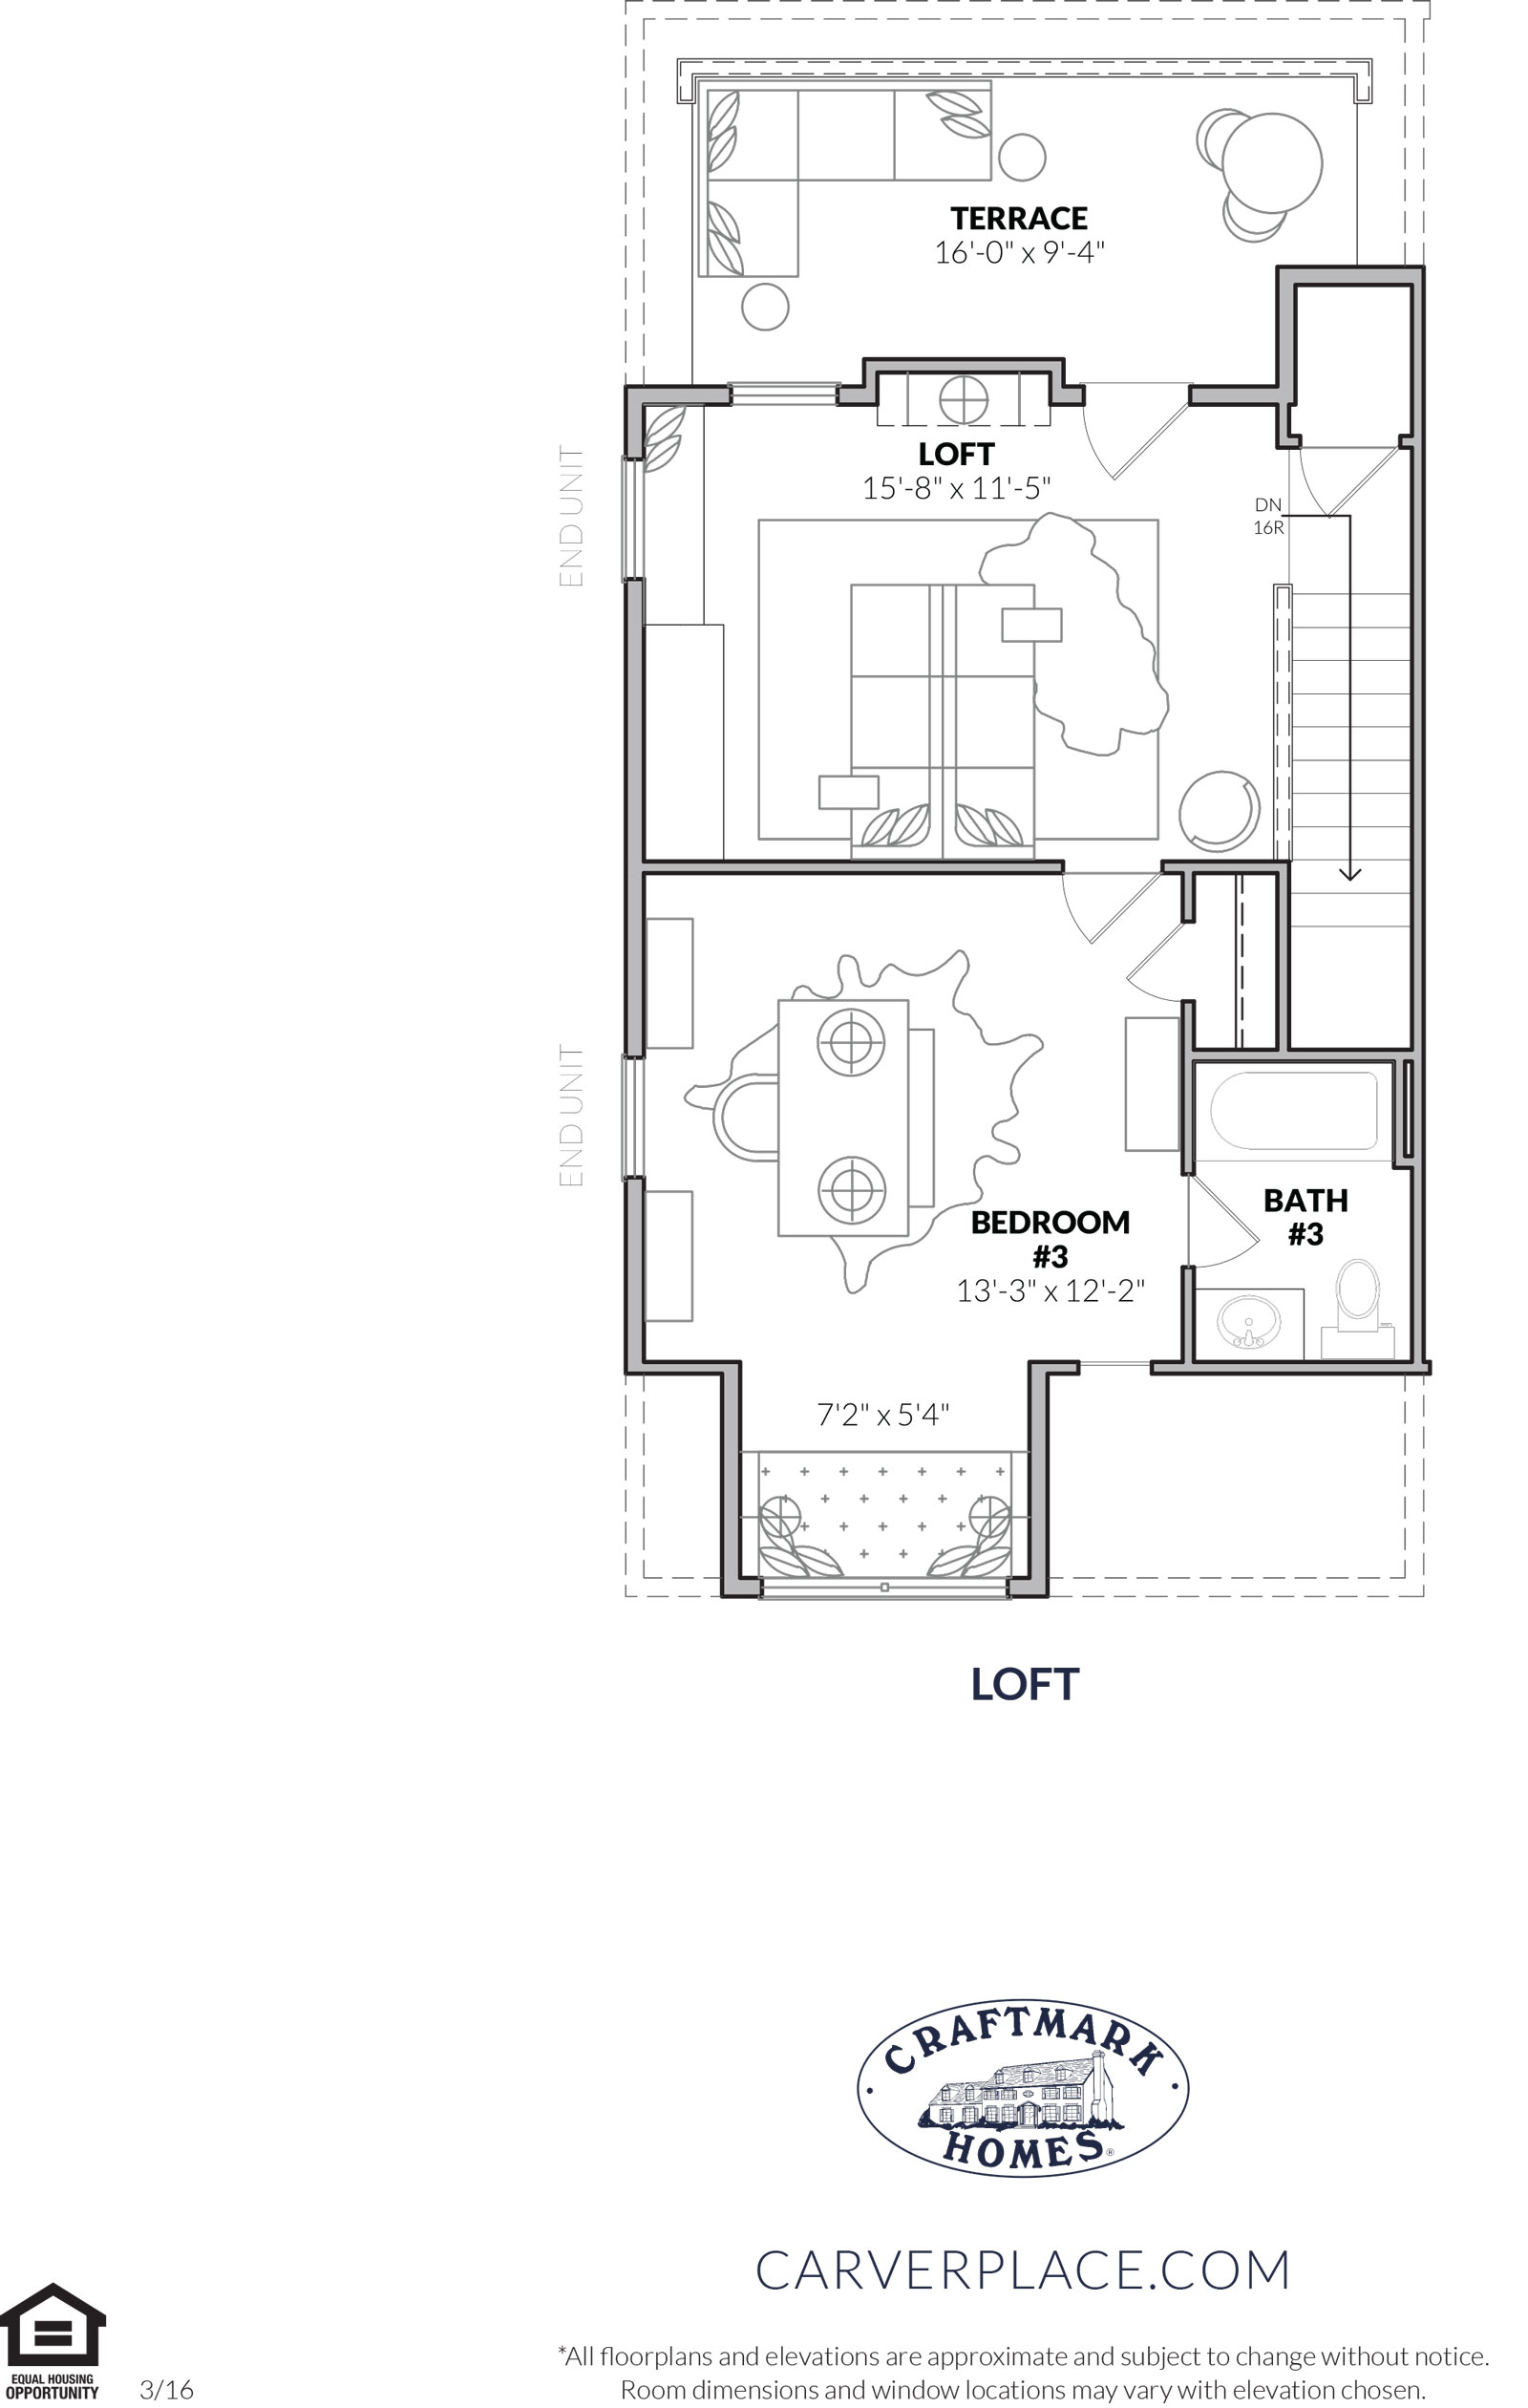 TERRACE
16'-0" x 9'-4"
LOFT
15'-8" x 11'-5"
END UNIT
DN
16R
END UNIT
BEDROOM
#3
13'-3" x 12'-2"
BATH
#3
7'2" x 5'4"
LOFT
CRAFTMARK
HOMES®
CARVERPLACE.COM
*All floorplans and elevations are approximate and subject to change without notice.
Room dimensions and window locations may vary with elevation chosen.
EQUAL HOUSING
OPPORTUNITY
3/16